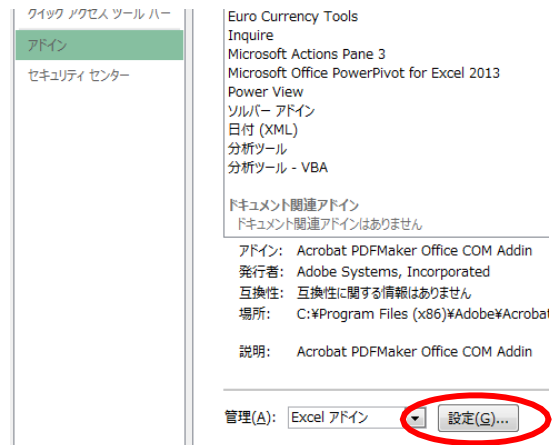 クイック アクセス ツール バー
アドイン
セキュリティ センター
Euro Currency Tools
Inquire
Microsoft Actions Pane 3
Microsoft Office PowerPivot for Excel 2013
Power View
ソルバー アドイン
日付 (XML)
分析ツール
分析ツール - VBA
ドキュメント関連アドイン
ドキュメント関連アドインはありません
アドイン: Acrobat PDFMaker Office COM Addin
発行者: Adobe Systems, Incorporated
互換性: 互換性に関する情報はありません
場所: C:¥Program Files (x86)¥Adobe¥Acrobat
説明: Acrobat PDFMaker Office COM Addin
管理(A): Excel アドイン 設定(G)...